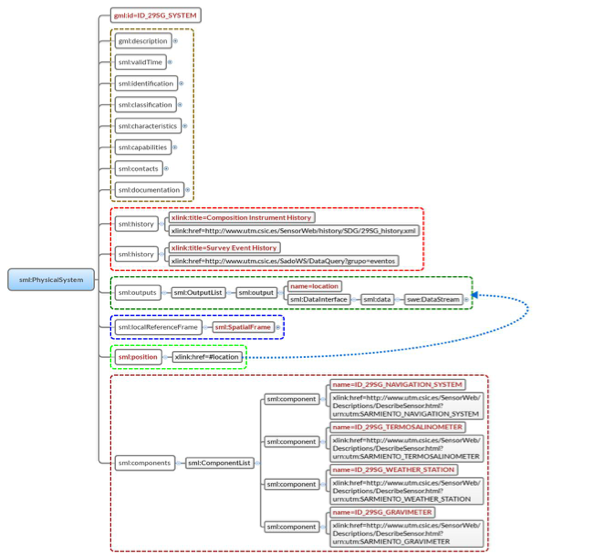 gml:id=ID_29SG_SYSTEM
gml:description
sml:validTime
sml:identification
sml:classification
sml:characteristics
sml:capabilities
sml:contacts
sml:documentation
sml:history
xlink:title=Composition Instrument History
xlink:href=http://www.utm.csic.es/SensorWeb/history/SDG/29SG_history.xml
sml:history
xlink:title=Survey Event History
xlink:href=http://www.utm.csic.es/SadoWS/DataQuery?grupo=eventos
sml:PhysicalSystem
sml:outputs
sml:OutputList
sml:output
name=location
sml:DataInterface
sml:data
swe:DataStream
sml:localReferenceFrame
sml:SpatialFrame
sml:position
xlink:href=#location
sml:components
sml:ComponentList
sml:component
name=ID_29SG_NAVIGATION_SYSTEM
xlink:href=http://www.utm.csic.es/SensorWeb/
Descriptions/DescribeSensor.html?
urn:utm:SARMIENTO_NAVIGATION_SYSTEM
sml:component
name=ID_29SG_TERMOSALINOMETER
xlink:href=http://www.utm.csic.es/SensorWeb/
Descriptions/DescribeSensor.html?
urn:utm:SARMIENTO_TERMOSALINOMETER
sml:component
name=ID_29SG_WEATHER_STATION
xlink:href=http://www.utm.csic.es/SensorWeb/
Descriptions/DescribeSensor.html?
urn:utm:SARMIENTO_WEATHER_STATION
sml:component
name=ID_29SG_GRAVIMETER
xlink:href=http://www.utm.csic.es/SensorWeb/
Descriptions/DescribeSensor.html?
urn:utm:SARMIENTO_GRAVIMETER